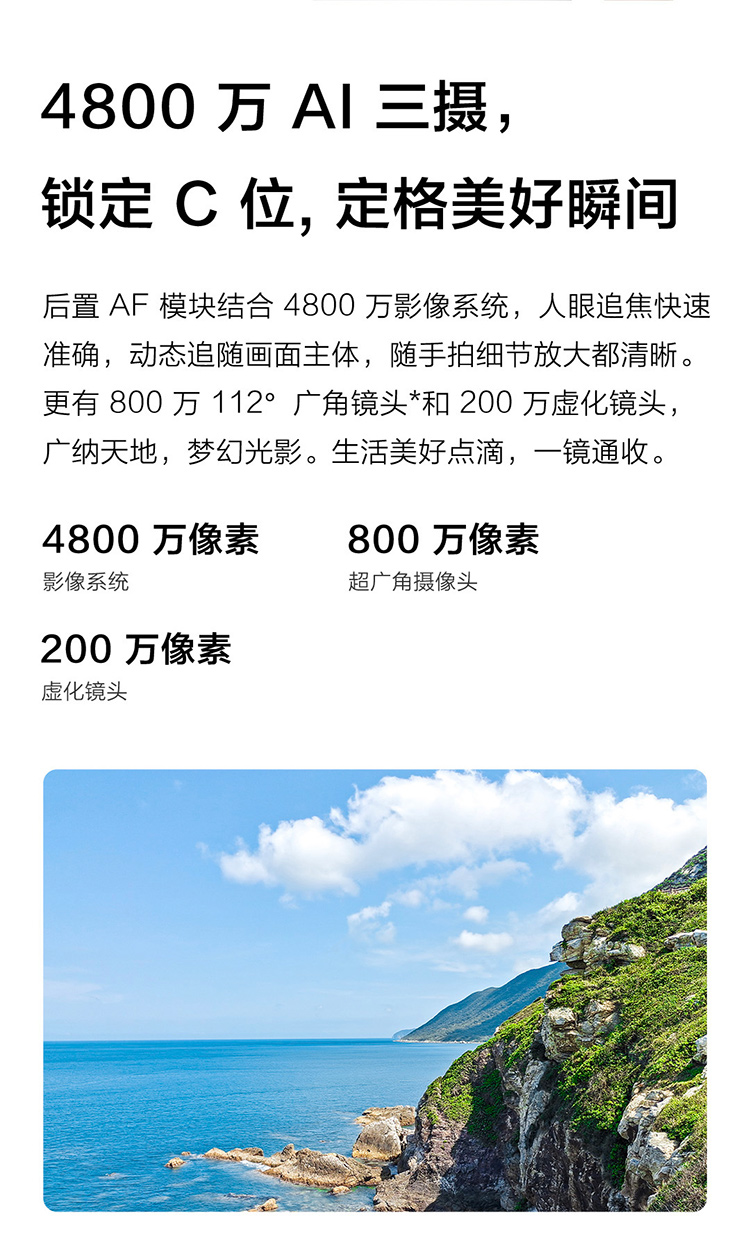 4800 万 AI 三摄，
锁定 C 位, 定格美好瞬间
后置 AF 模块结合 4800 万影像系统，人眼追焦快速
准确，动态追随画面主体，随手拍细节放大都清晰。
更有 800 万 112° 广角镜头*和 200 万虚化镜头，
广纳天地，梦幻光影。生活美好点滴，一镜通收。
4800 万像素
影像系统
800 万像素
超广角摄像头
200 万像素
虚化镜头